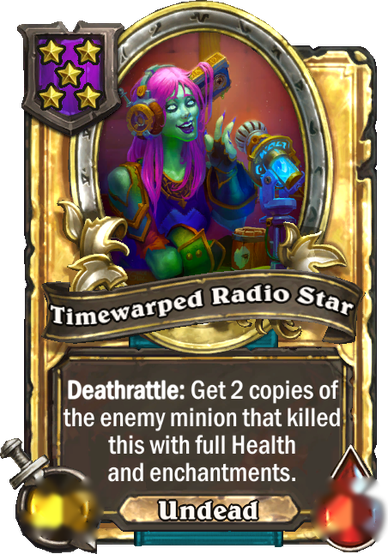 Timewarped Radio Star
Deathrattle: Get 2 copies of
the enemy minion that killed
this with full Health
and enchantments.
Undead